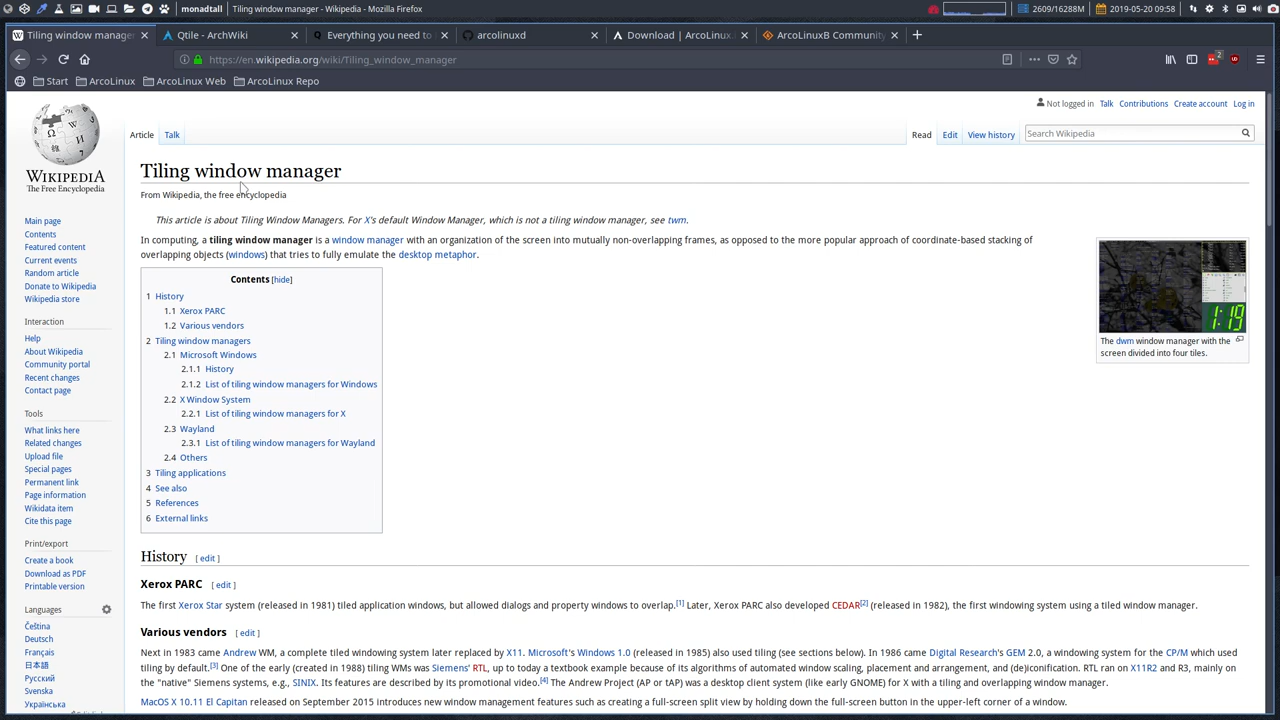 monadtall Tiling window manager - Wikipedia - Mozilla Firefox 2609/16288M 2019-05-20 09:58
Tiling window manager Qtile - ArchWiki Everything you need to arcolinuxd Download | ArcoLinux. ArcoLinuxB Community
https://en.wikipedia.org/wiki/Tiling_window_manager
2
Start ArcoLinux ArcoLinux Web ArcoLinux Repo
Not logged in Talk Contributions Create account Log in
Article Talk Read Edit View history Search Wikipedia
WIKIPEDIA
The Free Encyclopedia
Main page
Contents
Featured content
Current events
Random article
Donate to Wikipedia
Wikipedia store
Interaction
Help
About Wikipedia
Community portal
Recent changes
Contact page
Tools
What links here
Related changes
Upload file
Special pages
Permanent link
Page information
Wikidata item
Cite this page
Print/export
Create a book
Download as PDF
Printable version
Languages
Čeština
Deutsch
Français
日本語
Русский
Svenska
Українська
Tiling window manager
From Wikipedia, the free encyclopedia
This article is about Tiling Window Managers. For X's default Window Manager, which is not a tiling window manager, see twm.
In computing, a tiling window manager is a window manager with an organization of the screen into mutually non-overlapping frames, as opposed to the more popular approach of coordinate-based stacking of
overlapping objects (windows) that tries to fully emulate the desktop metaphor.
1:19
The dwm window manager with the
screen divided into four tiles.
Contents [hide]
1 History
1.1 Xerox PARC
1.2 Various vendors
2 Tiling window managers
2.1 Microsoft Windows
2.1.1 History
2.1.2 List of tiling window managers for Windows
2.2 X Window System
2.2.1 List of tiling window managers for X
2.3 Wayland
2.3.1 List of tiling window managers for Wayland
2.4 Others
3 Tiling applications
4 See also
5 References
6 External links
History [ edit ]
Xerox PARC [ edit ]
The first Xerox Star system (released in 1981) tiled application windows, but allowed dialogs and property windows to overlap.[1] Later, Xerox PARC also developed CEDAR[2] (released in 1982), the first windowing system using a tiled window manager.
Various vendors [ edit ]
Next in 1983 came Andrew WM, a complete tiled windowing system later replaced by X11. Microsoft's Windows 1.0 (released in 1985) also used tiling (see sections below). In 1986 came Digital Research's GEM 2.0, a windowing system for the CP/M which used
tiling by default.[3] One of the early (created in 1988) tiling WMs was Siemens' RTL, up to today a textbook example because of its algorithms of automated window scaling, placement and arrangement, and (de)iconification. RTL ran on X11R2 and R3, mainly on
the "native" Siemens systems, e.g., SINIX. Its features are described by its promotional video.[4] The Andrew Project (AP or tAP) was a desktop client system (like early GNOME) for X with a tiling and overlapping window manager.
MacOS X 10.11 El Capitan released on September 2015 introduces new window management features such as creating a full-screen split view by holding down the full-screen button in the upper-left corner of a window.